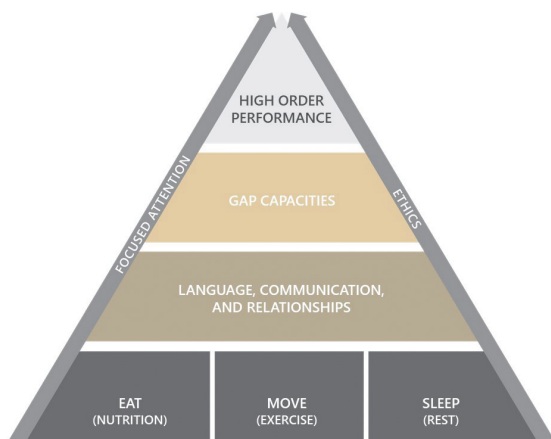 HIGH ORDER
PERFORMANCE
FOCUSED ATTENTION
ETHICS
GAP CAPACITIES
LANGUAGE, COMMUNICATION,
AND RELATIONSHIPS
EAT
(NUTRITION)
MOVE
(EXERCISE)
SLEEP
(REST)